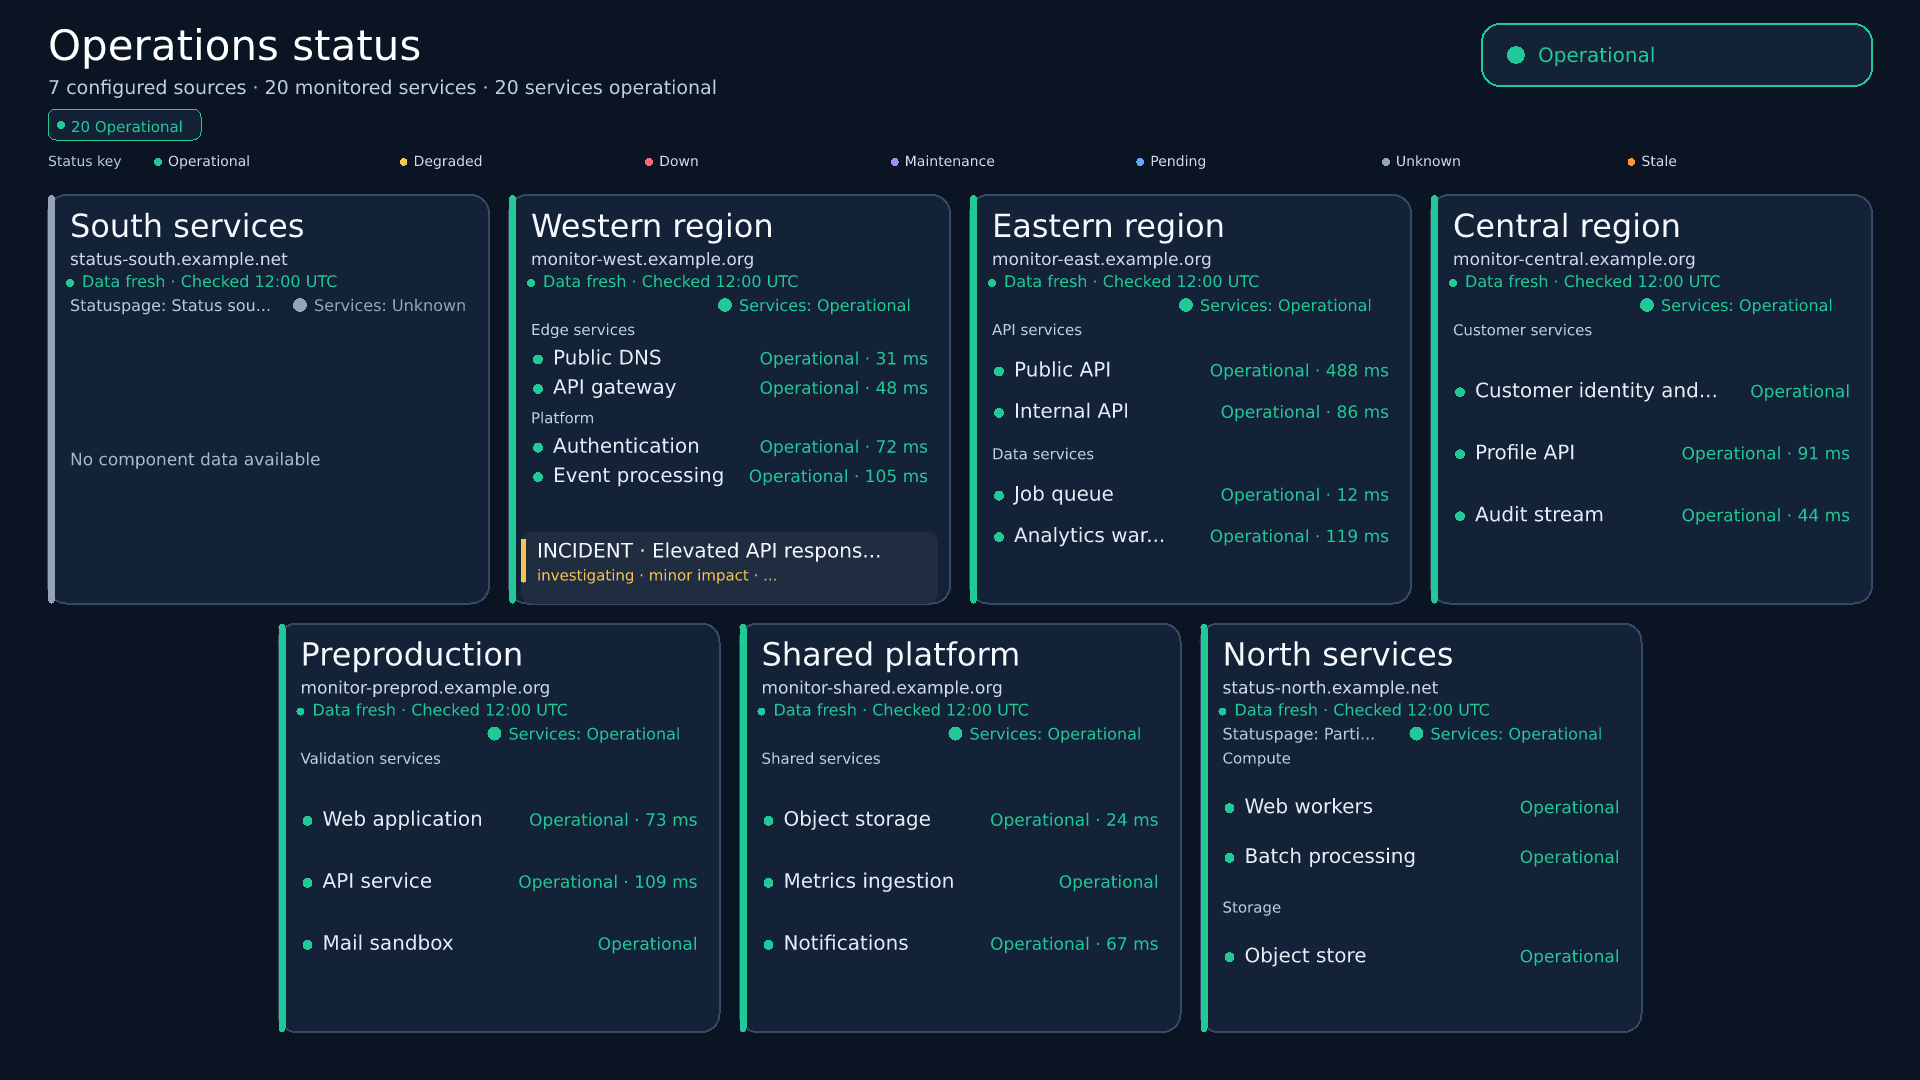 Operations status
7 configured sources · 20 monitored services · 20 services operational
Operational
20 Operational
Status key Operational Degraded Down Maintenance Pending Unknown Stale
South services
status-south.example.net
Data fresh · Checked 12:00 UTC
Statuspage: Status sou... Services: Unknown
No component data available
Western region
monitor-west.example.org
Data fresh · Checked 12:00 UTC
Services: Operational
Edge services
Public DNS Operational · 31 ms
API gateway Operational · 48 ms
Platform
Authentication Operational · 72 ms
Event processing Operational · 105 ms
INCIDENT · Elevated API respons...
investigating · minor impact · ...
Eastern region
monitor-east.example.org
Data fresh · Checked 12:00 UTC
Services: Operational
API services
Public API Operational · 488 ms
Internal API Operational · 86 ms
Data services
Job queue Operational · 12 ms
Analytics war... Operational · 119 ms
Central region
monitor-central.example.org
Data fresh · Checked 12:00 UTC
Services: Operational
Customer services
Customer identity and... Operational
Profile API Operational · 91 ms
Audit stream Operational · 44 ms
Preproduction
monitor-preprod.example.org
Data fresh · Checked 12:00 UTC
Services: Operational
Validation services
Web application Operational · 73 ms
API service Operational · 109 ms
Mail sandbox Operational
Shared platform
monitor-shared.example.org
Data fresh · Checked 12:00 UTC
Services: Operational
Shared services
Object storage Operational · 24 ms
Metrics ingestion Operational
Notifications Operational · 67 ms
North services
status-north.example.net
Data fresh · Checked 12:00 UTC
Statuspage: Parti... Services: Operational
Compute
Web workers Operational
Batch processing Operational
Storage
Object store Operational